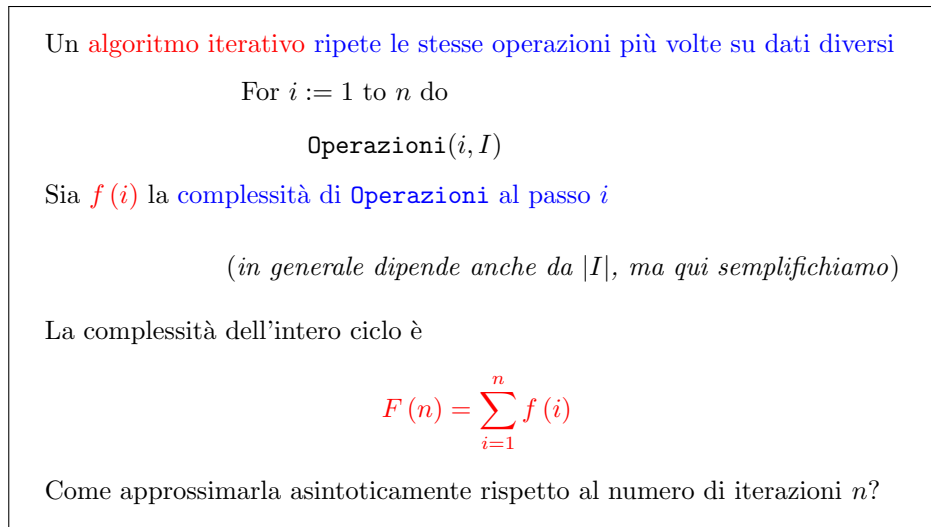 Un algoritmo iterativo ripete le stesse operazioni più volte su dati diversi
For i := 1 to n do
Operazioni(i, I)
Sia f (i) la complessità di Operazioni al passo i
(in generale dipende anche da |I|, ma qui semplifichiamo)
La complessità dell'intero ciclo è
F (n) = ∑_{i=1}^{n} f (i)
Come approssimarla asintoticamente rispetto al numero di iterazioni n?